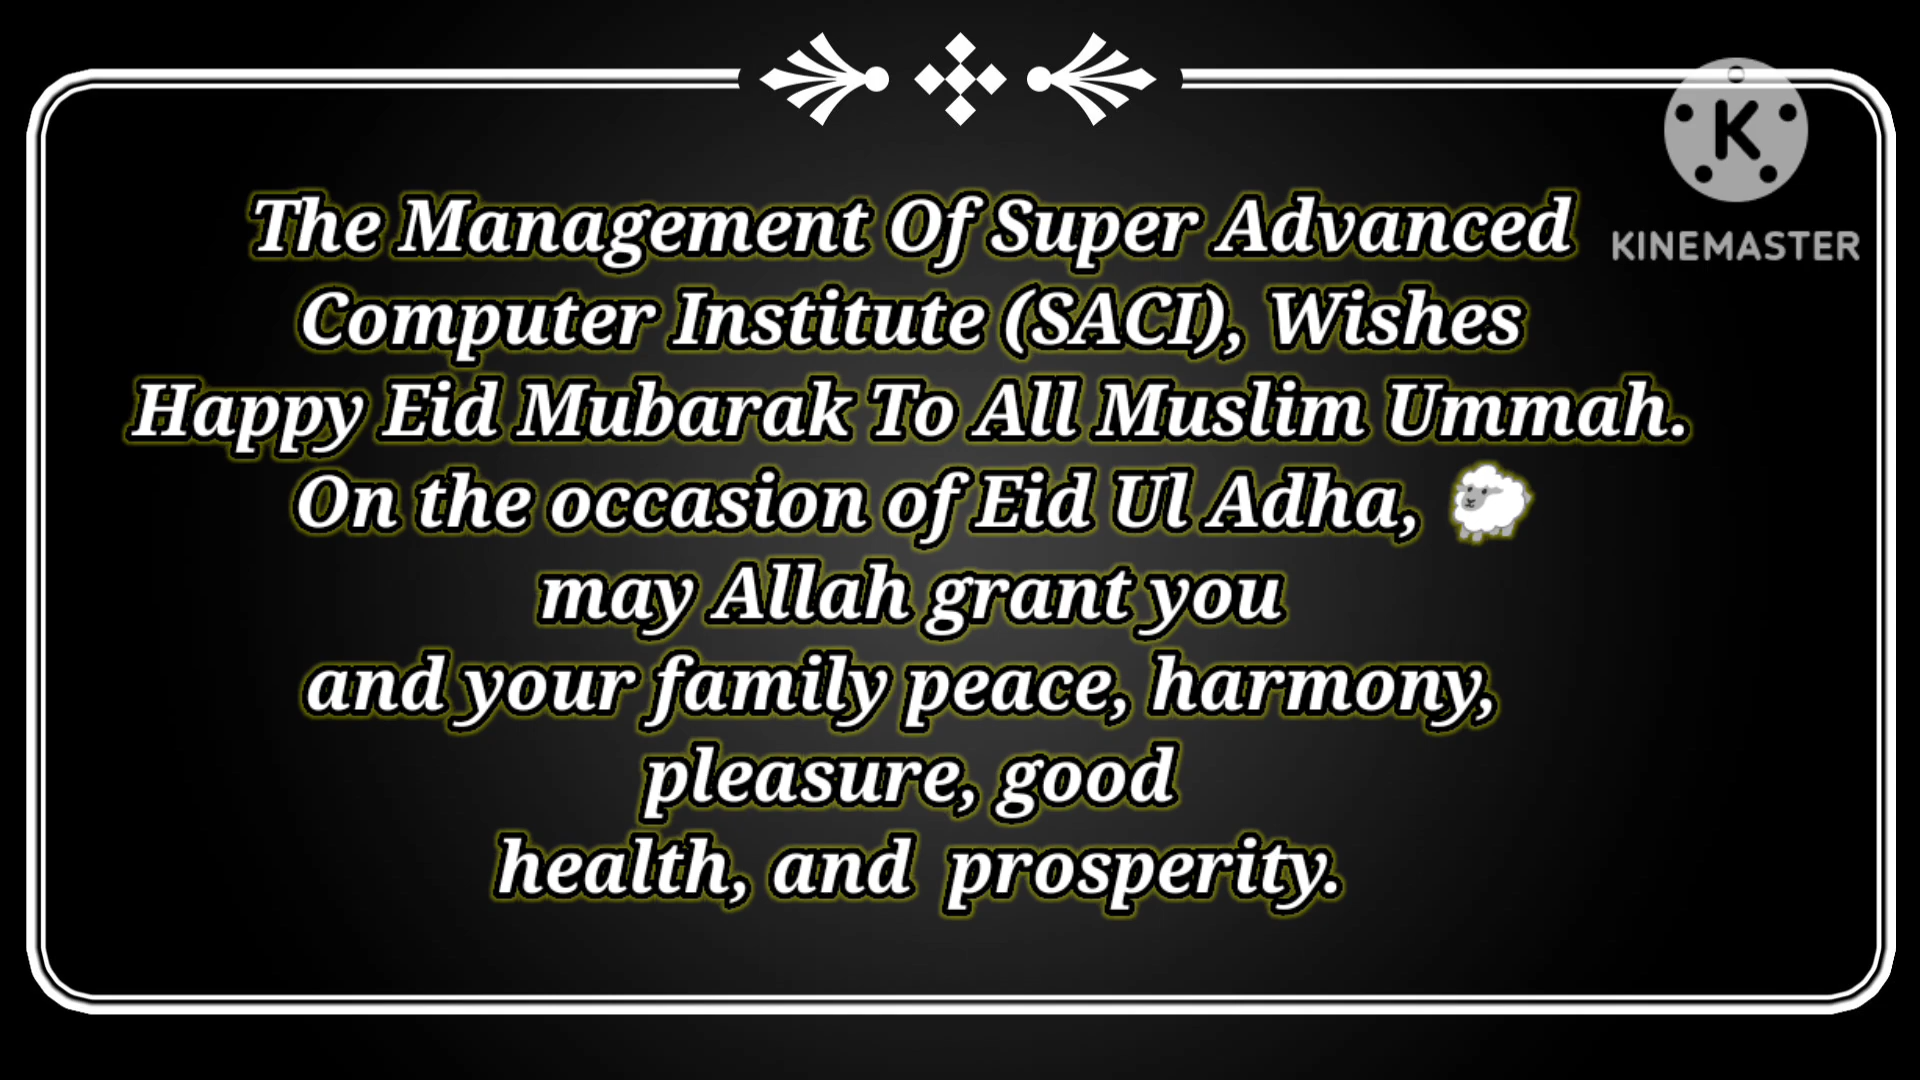 The Management Of Super Advanced
Computer Institute (SACI), Wishes
Happy Eid Mubarak To All Muslim Ummah.
On the occasion of Eid Ul Adha, 🐑
may Allah grant you
and your family peace, harmony,
pleasure, good
health, and  prosperity.
K
KINEMASTER